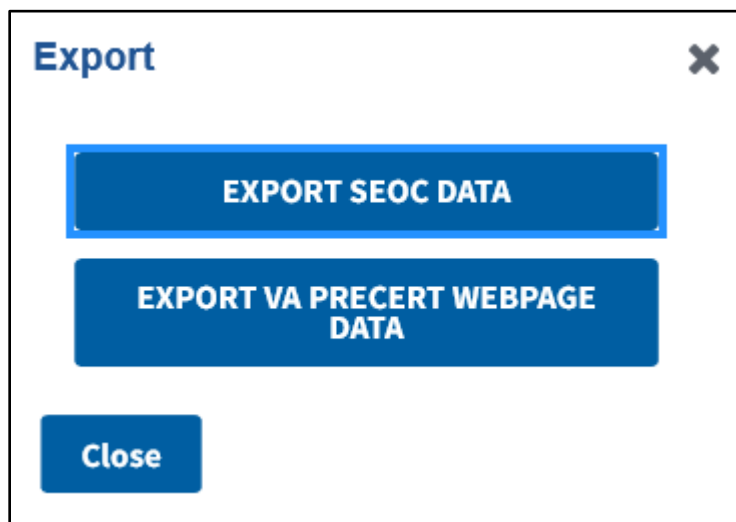 Export
EXPORT SEOC DATA
EXPORT VA PRECERT WEBPAGE
DATA
Close